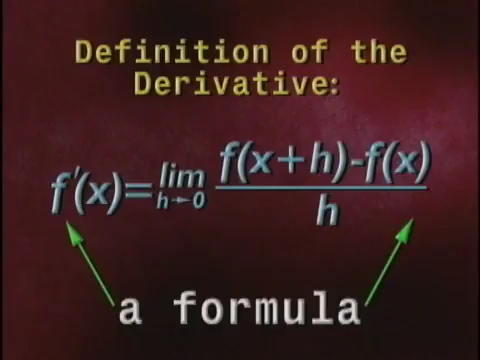 Definition of the
Derivative:
f'(x)=lim h→0 f(x+h)-f(x)
h
a formula